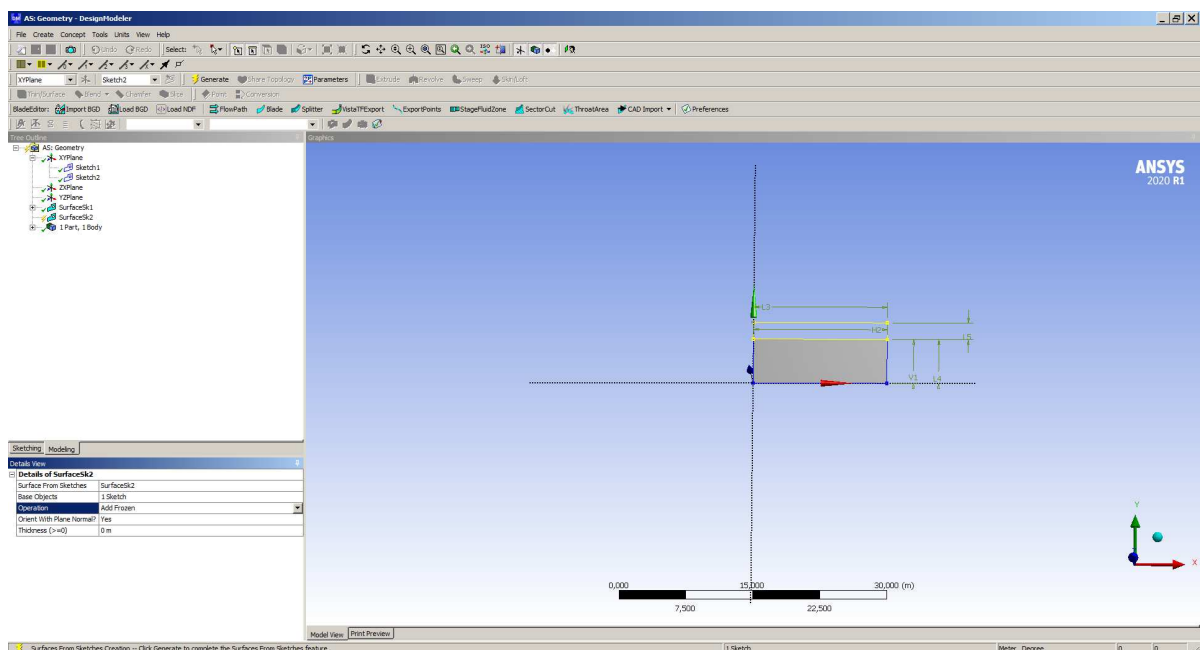 AS: Geometry - DesignModeler
File Create Concept Tools Units View Help
Undo Redo Select: ISO
XYPlane Sketch2 Generate Share Topology Parameters Extrude Revolve Sweep Skin/Loft
Thin/Surface Blend Chamfer Slice Point Conversion
BladeEditor: Import BGD Load BGD Load NDF FlowPath Blade Splitter VistaTFExport ExportPoints StageFluidZone SectorCut ThroatArea CAD Import Preferences
Tree Outline Graphics
AS: Geometry
XYPlane
Sketch1
Sketch2
ZXPlane
YZPlane
SurfaceSk1
SurfaceSk2
1 Part, 1 Body
ANSYS
2020 R1
L3
H2
L5
V1 L4
Sketching Modeling
Details View
Details of SurfaceSk2
Surface From Sketches SurfaceSk2
Base Objects 1 Sketch
Operation Add Frozen
Orient With Plane Normal? Yes
Thickness (>=0) 0 m
Y
X
0,000 15,000 30,000 (m)
7,500 22,500
Model View Print Preview
Surfaces From Sketches Creation -- Click Generate to complete the Surfaces From Sketches feature 1 Sketch Meter Degree 0 0